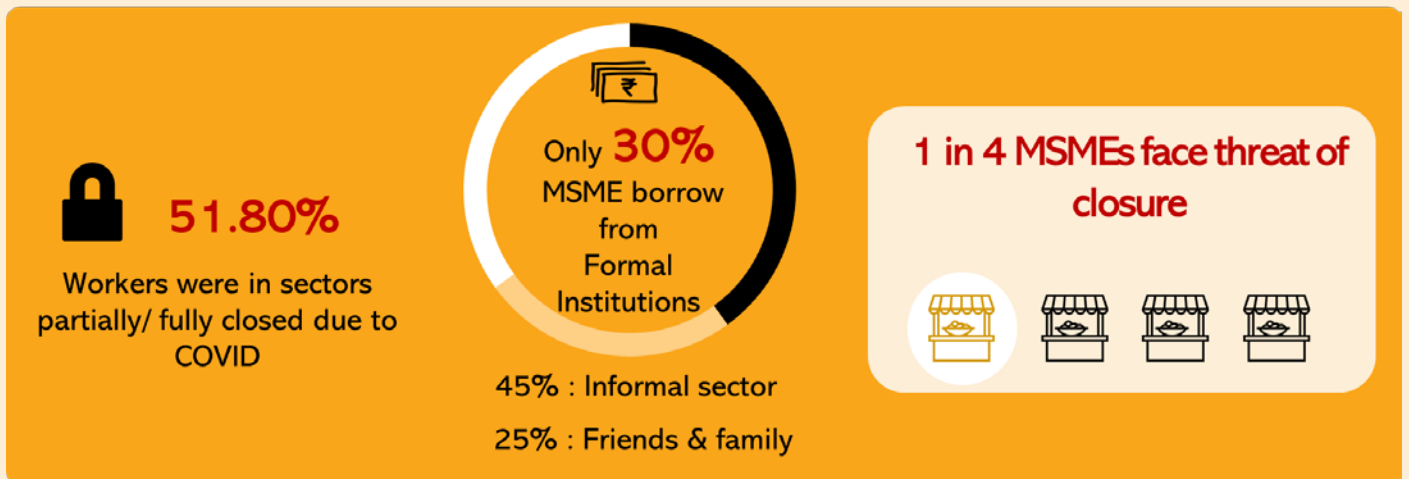 51.80%
Workers were in sectors
partially/ fully closed due to
COVID
₹
Only 30%
MSME borrow
from
Formal
Institutions
45% : Informal sector
25% : Friends & family
1 in 4 MSMEs face threat of
closure